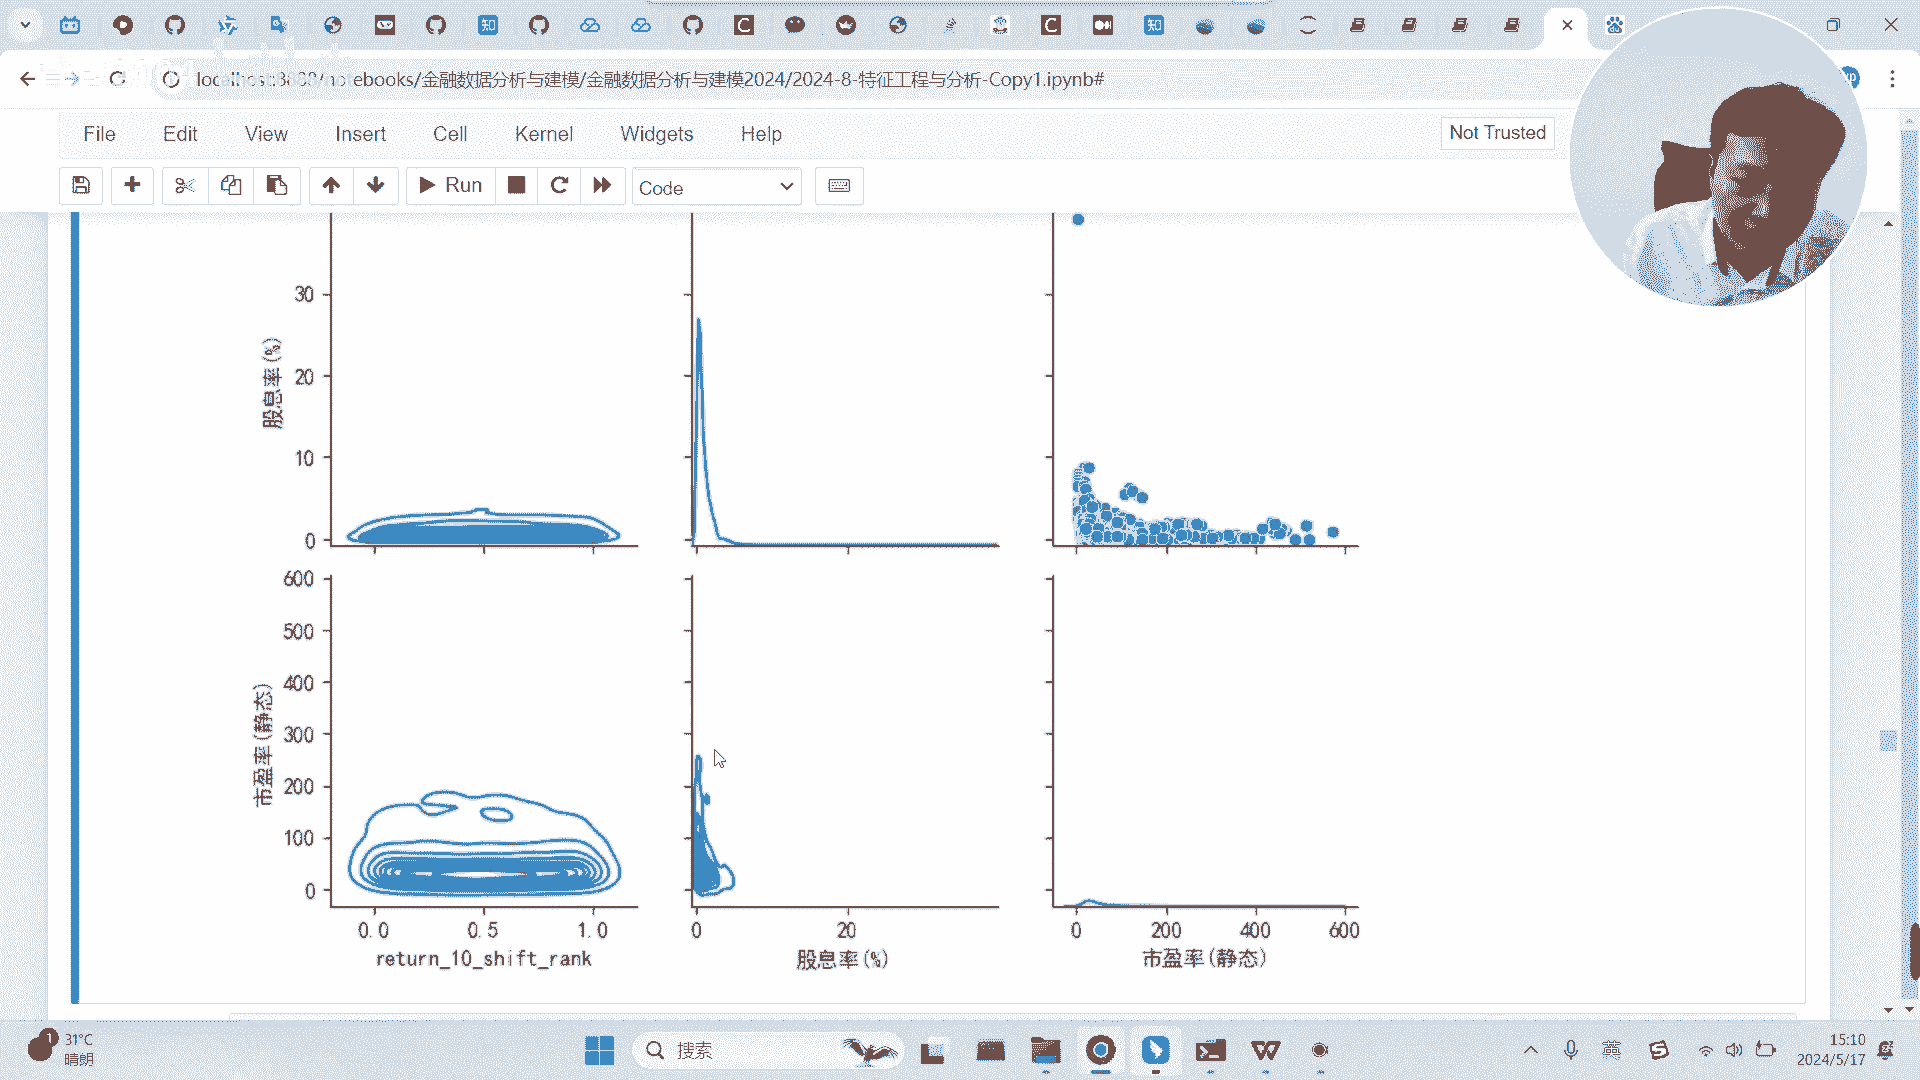 localhost:8888/notebooks/金融数据分析与建模/金融数据分析与建模2024/2024-8-特征工程与分析-Copy1.ipynb#
File Edit View Insert Cell Kernel Widgets Help
Not Trusted
Run
Code
30
20
10
0
股息率(%)
600
500
400
300
200
100
0
市盈率(静态)
0.0 0.5 1.0
0 20
0 200 400 600
return_10_shift_rank
股息率(%)
市盈率(静态)
1
31°C
晴朗
搜索
英
15:10
2024/5/17